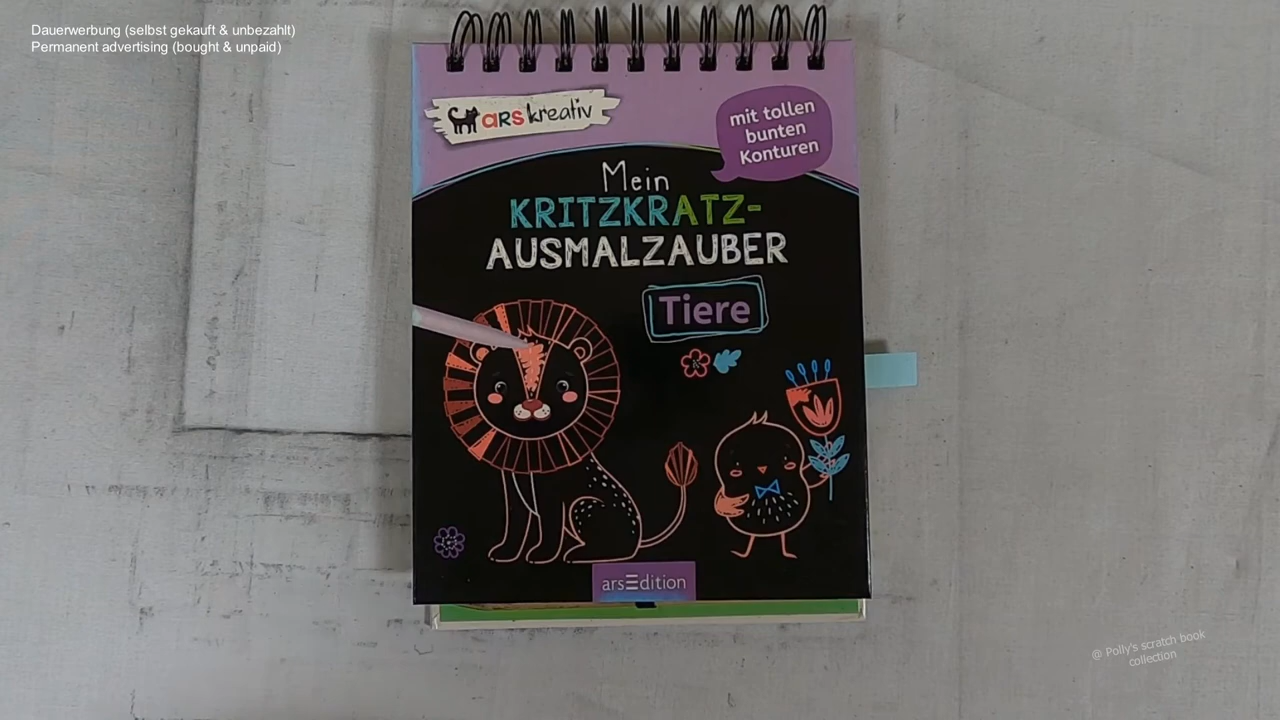 Dauerwerbung (selbst gekauft & unbezahlt)
Permanent advertising (bought & unpaid)
ars kreativ
mit tollen
bunten
Konturen
Mein
KRITZKRATZ-
AUSMALZAUBER
Tiere
arsEdition
@ Polly's scratch book
collection